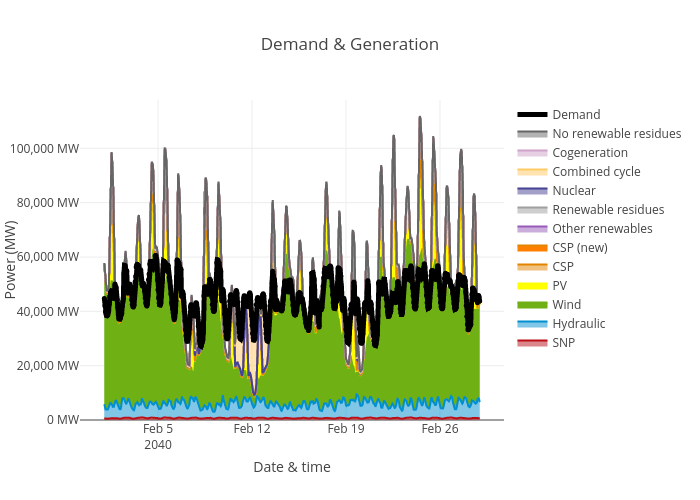 Demand & Generation
100,000 MW
80,000 MW
60,000 MW
40,000 MW
20,000 MW
0 MW
Power (MW)
Feb 5
2040
Feb 12
Feb 19
Feb 26
Date & time
Demand
No renewable residues
Cogeneration
Combined cycle
Nuclear
Renewable residues
Other renewables
CSP (new)
CSP
PV
Wind
Hydraulic
SNP